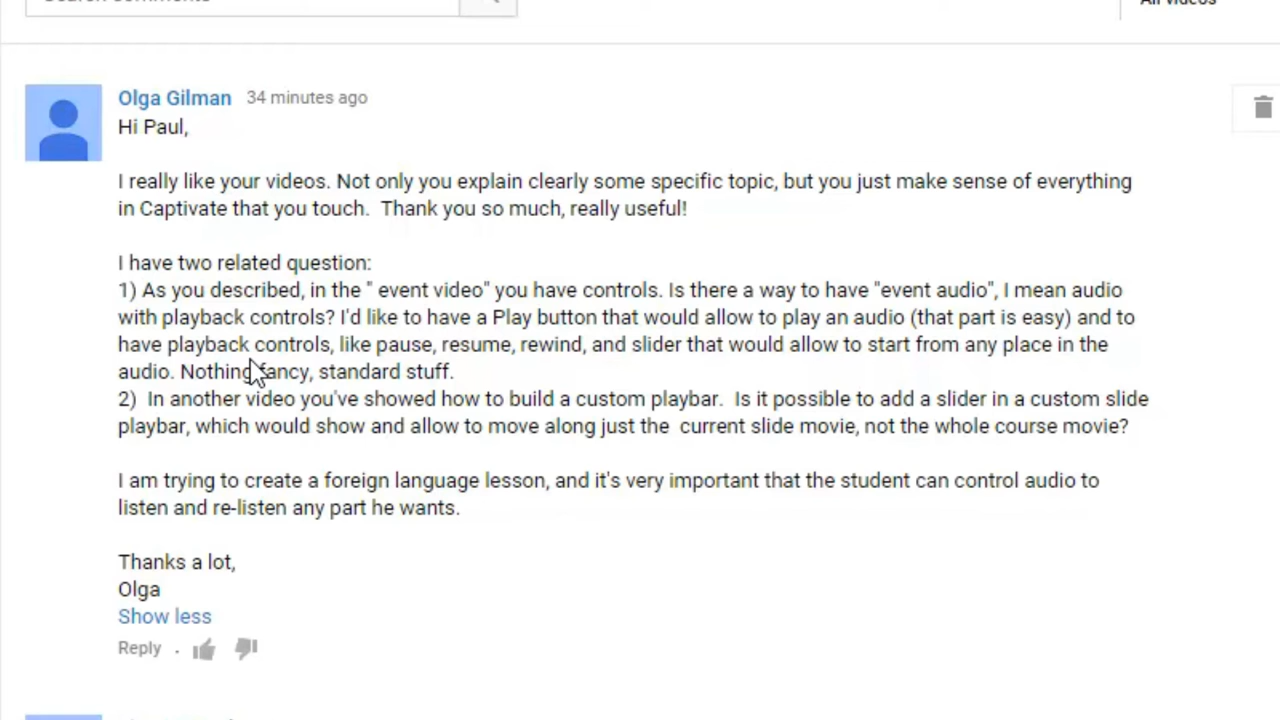 Olga Gilman 34 minutes ago
Hi Paul,
I really like your videos. Not only you explain clearly some specific topic, but you just make sense of everything
in Captivate that you touch.  Thank you so much, really useful!
I have two related question:
1) As you described, in the " event video" you have controls. Is there a way to have "event audio", I mean audio
with playback controls? I'd like to have a Play button that would allow to play an audio (that part is easy) and to
have playback controls, like pause, resume, rewind, and slider that would allow to start from any place in the
audio. Nothing fancy, standard stuff.
2)  In another video you've showed how to build a custom playbar.  Is it possible to add a slider in a custom slide
playbar, which would show and allow to move along just the  current slide movie, not the whole course movie?
I am trying to create a foreign language lesson, and it's very important that the student can control audio to
listen and re-listen any part he wants.
Thanks a lot,
Olga
Show less
Reply .